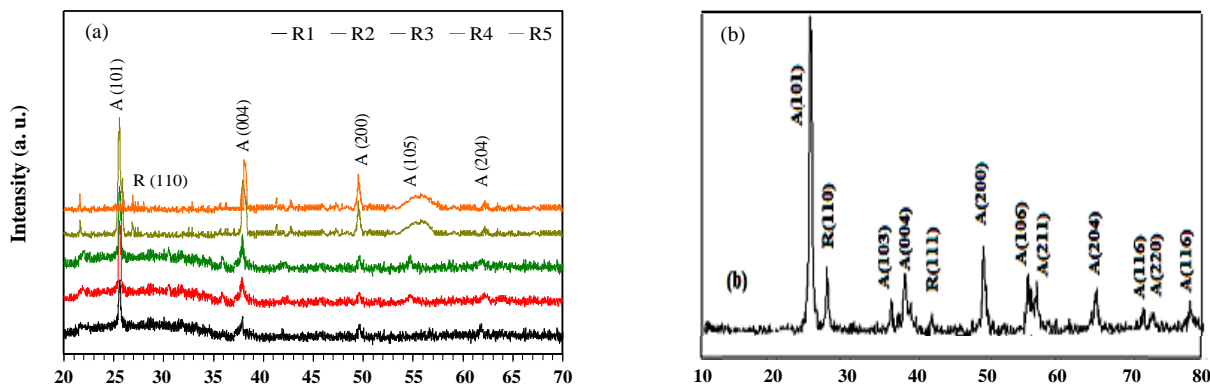 (a)
R1 R2 R3 R4 R5
A (101)
R (110)
A (004)
A (200)
A (105)
A (204)
Intensity (a. u.)
20 25 30 35 40 45 50 55 60 65 70
(b)
A(101)
R(110)
A(103)
A(004)
R(111)
A(200)
A(106)
A(211)
A(204)
A(116)
A(220)
A(116)
(b)
10 20 30 40 50 60 70 80